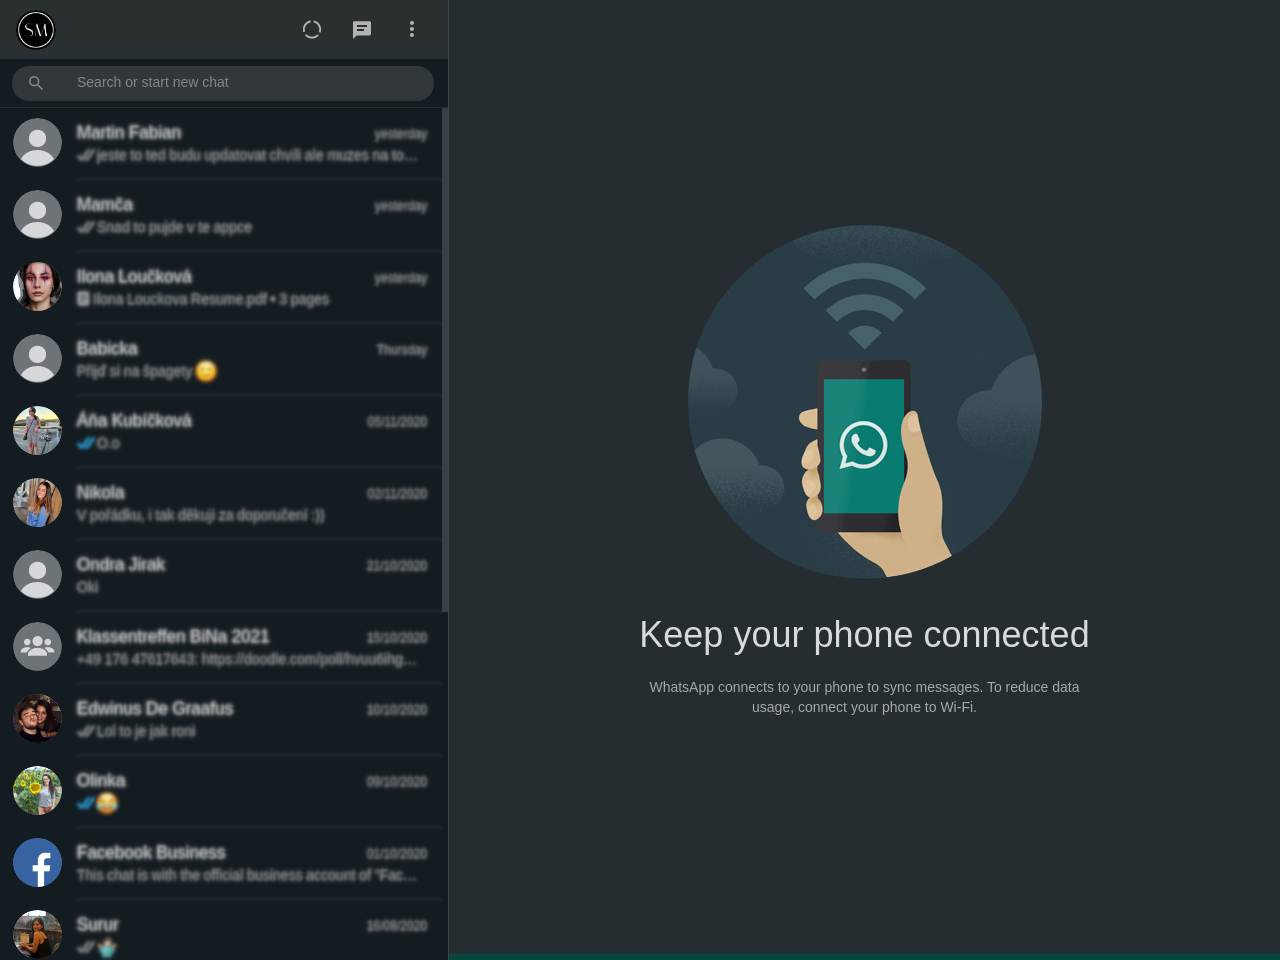 SM
Search or start new chat
Martin Fabian
yesterday
jeste to ted budu updatovat chvili ale muzes na to...
Mamča
yesterday
Snad to pujde v te appce
Ilona Loučková
yesterday
Ilona Louckova Resume.pdf • 3 pages
Babicka
Thursday
Přijď si na špagety 😊
Áňa Kubíčková
05/11/2020
O.o
Nikola
02/11/2020
V pořádku, i tak děkuji za doporučení :))
Ondra Jirak
21/10/2020
Oki
Klassentreffen BiNa 2021
15/10/2020
+49 176 47617643: https://doodle.com/poll/hvuu6ihg...
Edwinus De Graafus
10/10/2020
Lol to je jak roni
Olinka
09/10/2020
😂
Facebook Business
01/10/2020
This chat is with the official business account of "Fac...
Surur
16/08/2020
Keep your phone connected
WhatsApp connects to your phone to sync messages. To reduce data
usage, connect your phone to Wi-Fi.